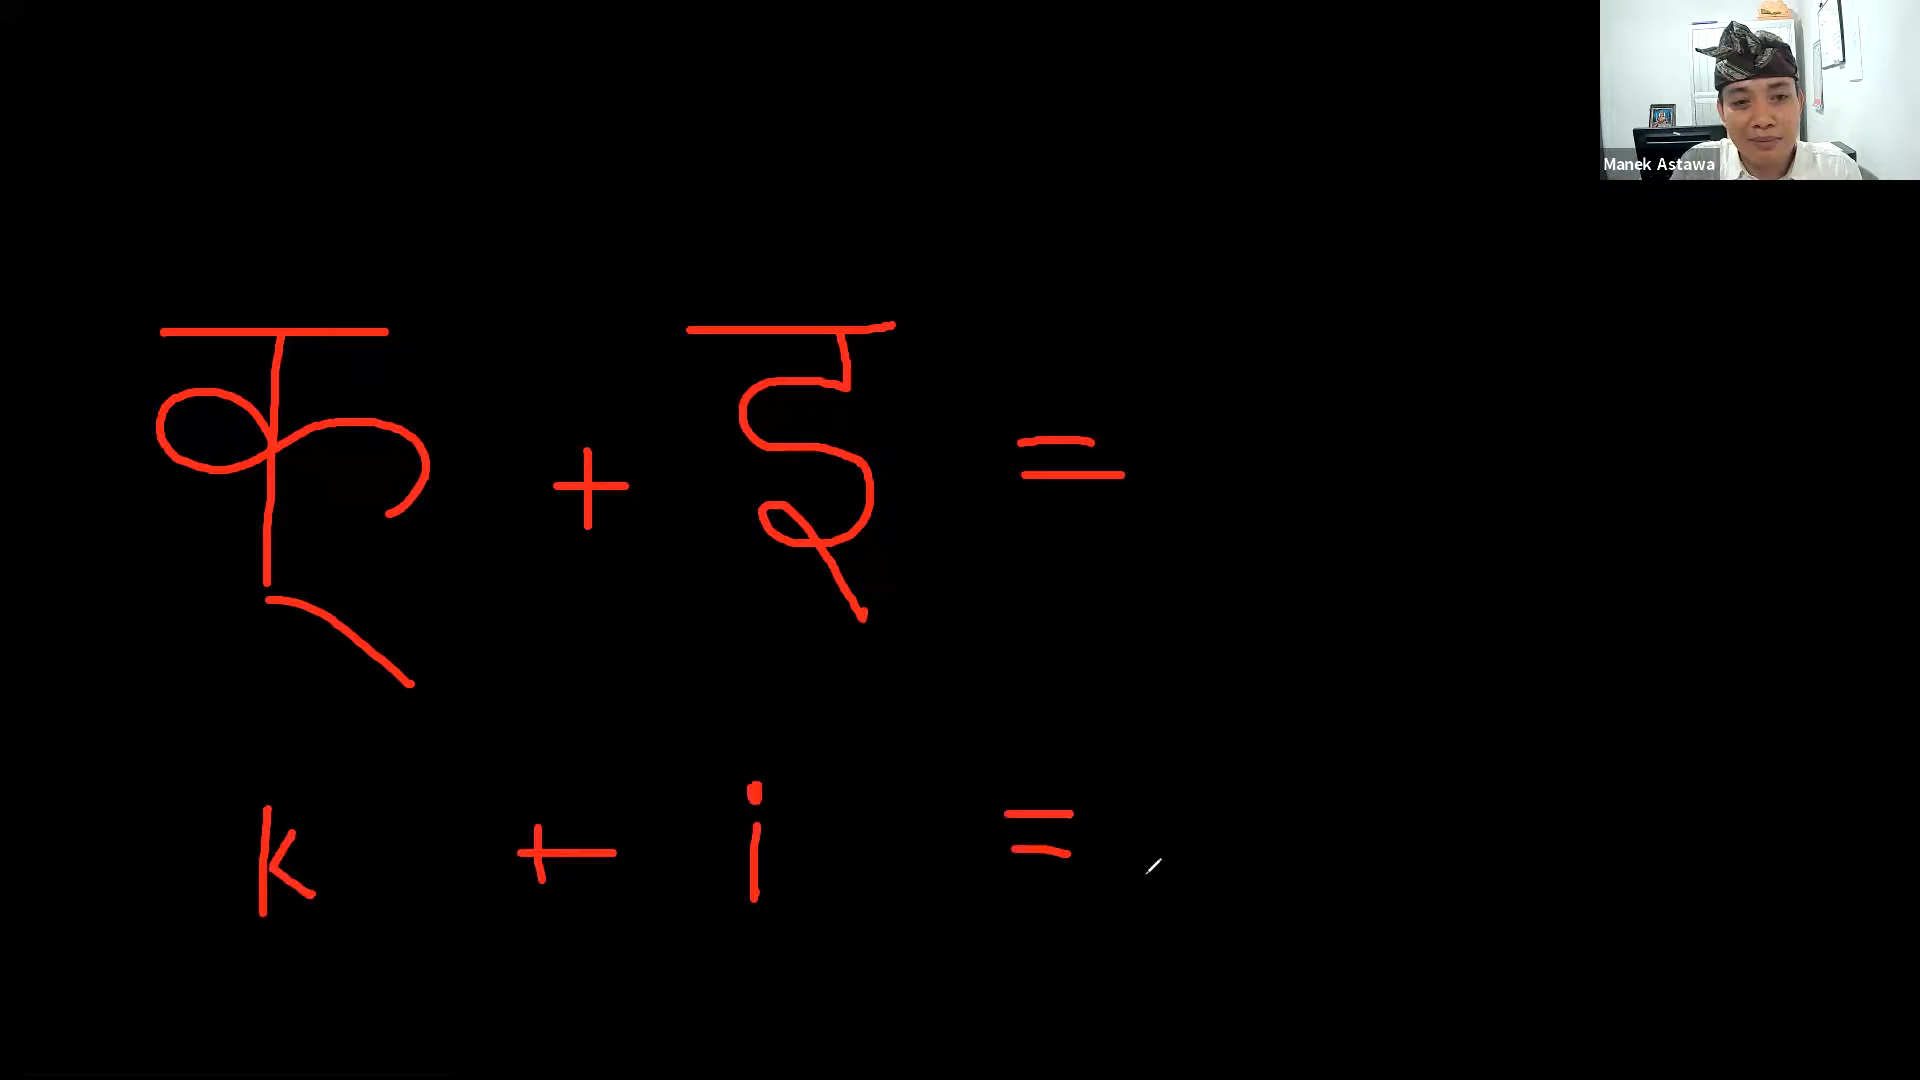 Manek Astawa
क् + इ =
k + i =